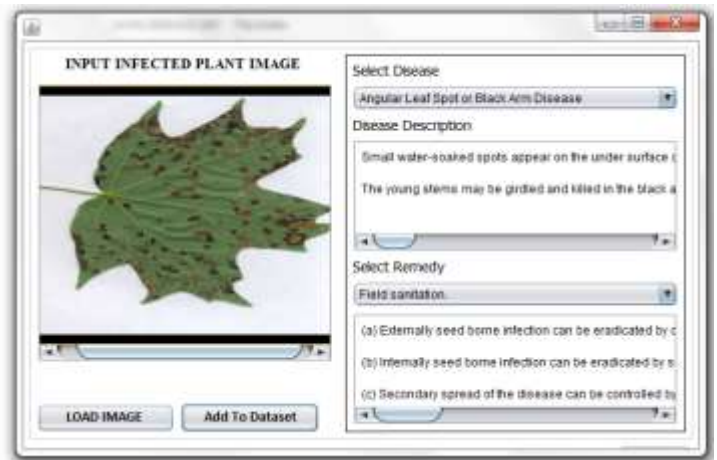 INPUT INFECTED PLANT IMAGE
LOAD IMAGE
Add To Dataset
Select Disease
Angular Leaf Spot or Black Arm Disease
Disease Description
Small water-soaked spots appear on the under surface
The young stems may be girdled and killed in the black a
Select Remedy
Field sanitation.
(a) Externally seed borne infection can be eradicated by
(b) Internally seed borne infection can be eradicated by s
(c) Secondary spread of the disease can be controlled by